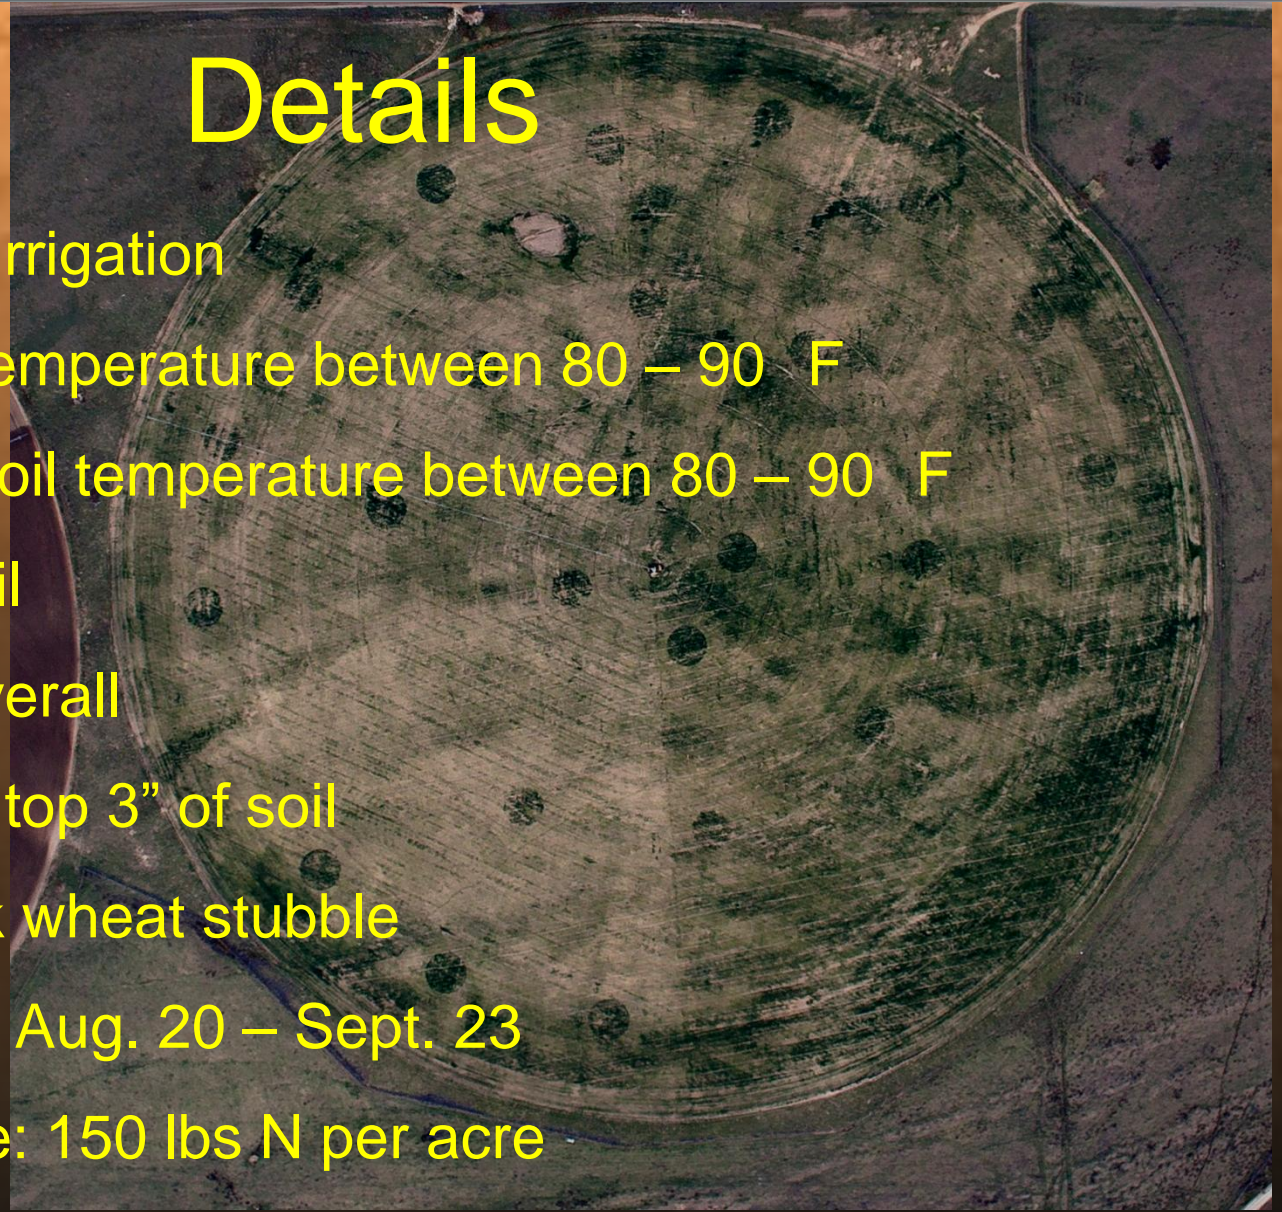 Details
rrigation
emperature between 80 – 90 F
oil temperature between 80 – 90 F
il
verall
top 3” of soil
wheat stubble
Aug. 20 – Sept. 23
e: 150 lbs N per acre